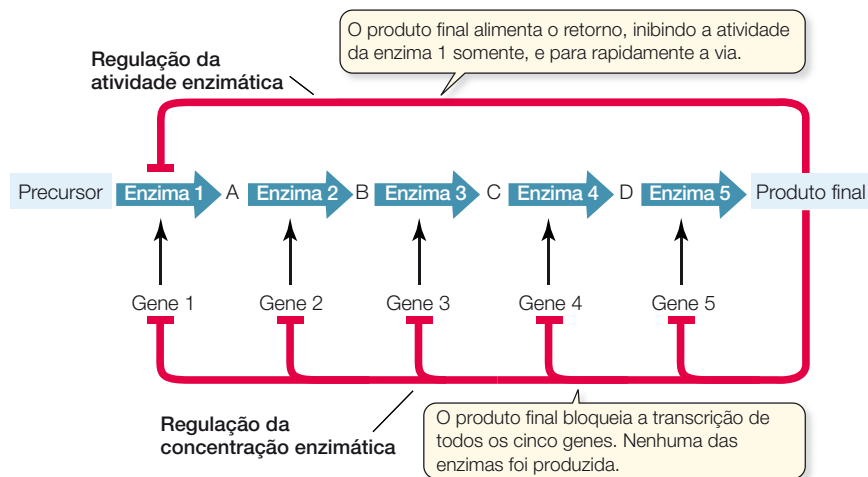 O produto final alimenta o retorno, inibindo a atividade
da enzima 1 somente, e para rapidamente a via.
Regulação da
atividade enzimática
Precursor Enzima 1 A Enzima 2 B Enzima 3 C Enzima 4 D Enzima 5 Produto final
Gene 1 Gene 2 Gene 3 Gene 4 Gene 5
Regulação da
concentração enzimática
O produto final bloqueia a transcrição de
todos os cinco genes. Nenhuma das
enzimas foi produzida.